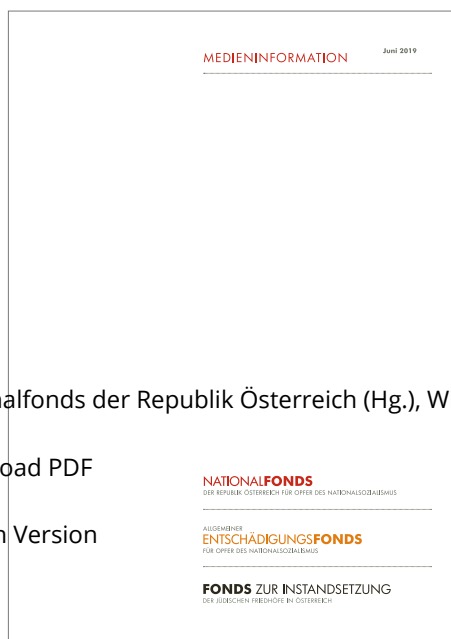 MEDIENINFORMATION Juni 2019
alfonds der Republik Österreich (Hg.), W
oad PDF
NATIONALFONDS
DER REPUBLIK ÖSTERREICH FÜR OPFER DES NATIONALSOZIALISMUS
Version
ALLGEMEINER
ENTSCHÄDIGUNGSFONDS
FÜR OPFER DES NATIONALSOZIALISMUS
FONDS ZUR INSTANDSETZUNG
DER JÜDISCHEN FRIEDHÖFE IN ÖSTERREICH